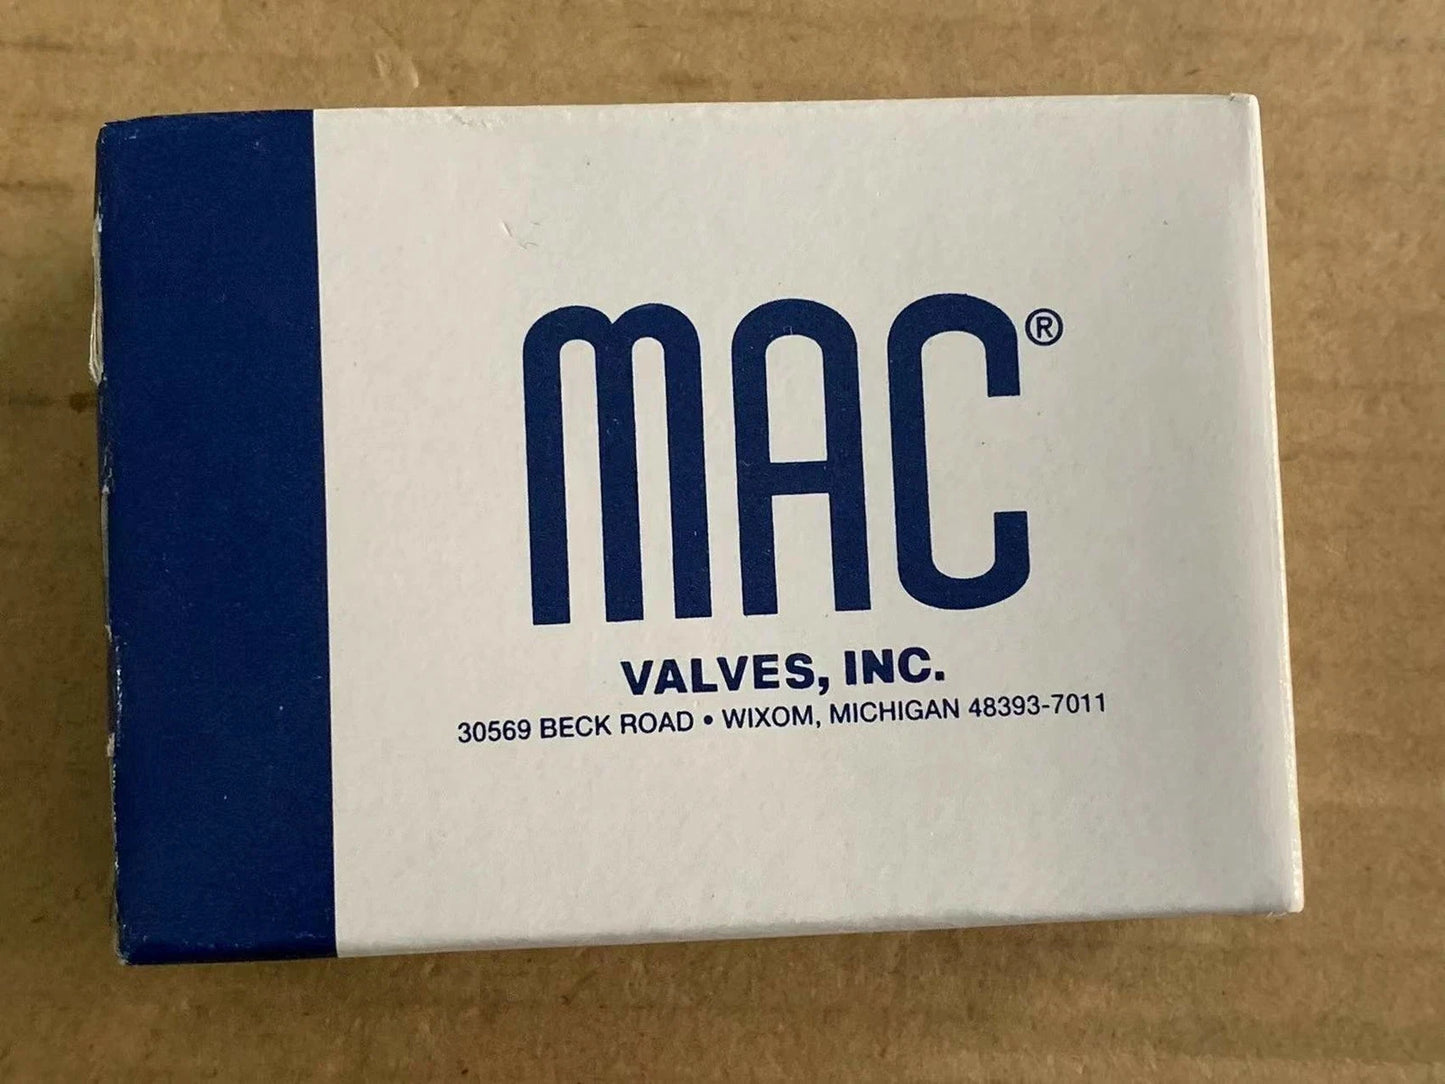 MAC®
VALVES, INC.
30569 BECK ROAD • WIXOM, MICHIGAN 48393-7011